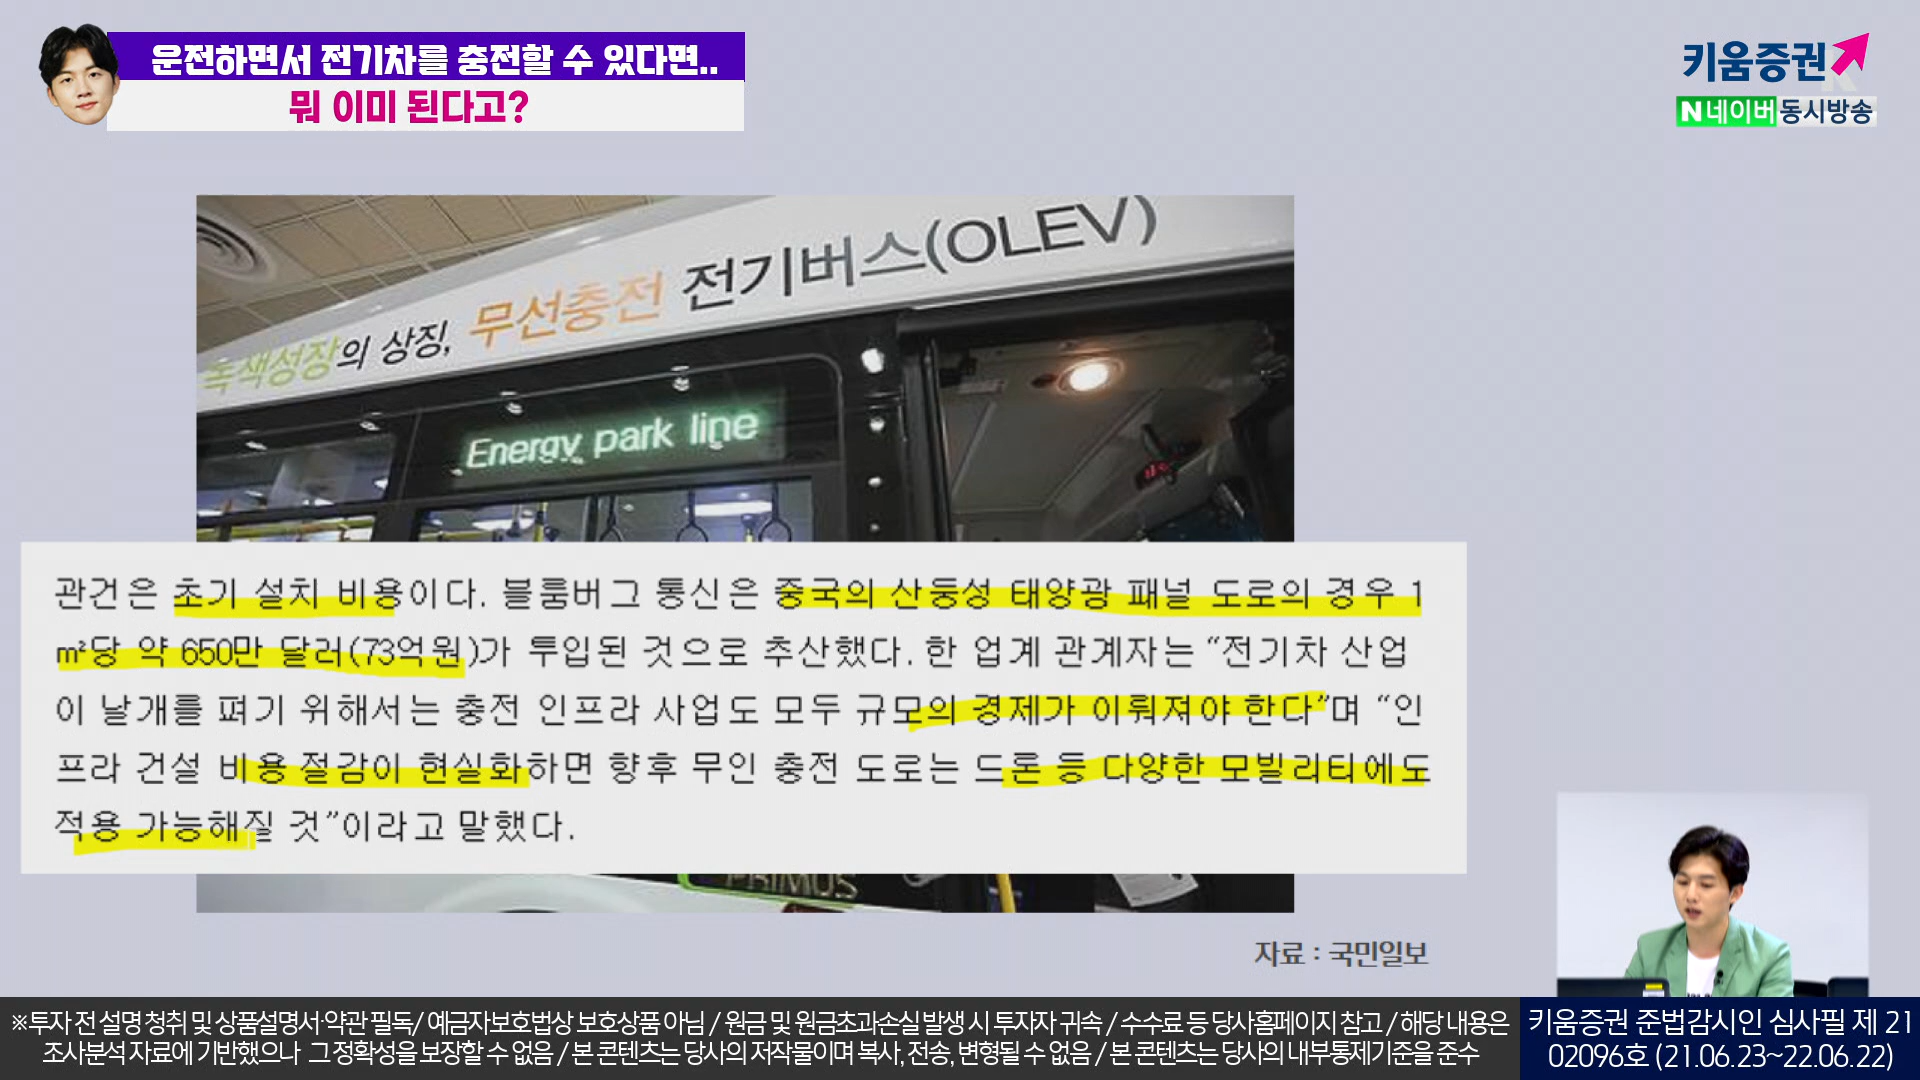 운전하면서 전기차를 충전할 수 있다면..
뭐 이미 된다고?
키움증권
N네이버 동시방송
녹색성장의 상징, 무선충전 전기버스(OLEV)
Energy park line
관건은 초기 설치 비용이다. 블룸버그 통신은 중국의 산둥성 태양광 패널 도로의 경우 1
㎡당 약 650만 달러(73억원)가 투입된 것으로 추산했다. 한 업계 관계자는 “전기차 산업
이 날개를 펴기 위해서는 충전 인프라 사업도 모두 규모의 경제가 이뤄져야 한다”며 “인
프라 건설 비용 절감이 현실화하면 향후 무인 충전 도로는 드론 등 다양한 모빌리티에도
적용 가능해질 것”이라고 말했다.
PRIMUS
자료 : 국민일보
※투자 전 설명 청취 및 상품설명서·약관 필독/ 예금자보호법상 보호상품 아님 / 원금 및 원금초과손실 발생 시 투자자 귀속 / 수수료 등 당사홈페이지 참고 / 해당 내용은
조사분석 자료에 기반했으나 그 정확성을 보장할 수 없음 / 본 콘텐츠는 당사의 저작물이며 복사, 전송, 변형될 수 없음 / 본 콘텐츠는 당사의 내부통제기준을 준수
키움증권 준법감시인 심사필 제 21
02096호 (21.06.23~22.06.22)